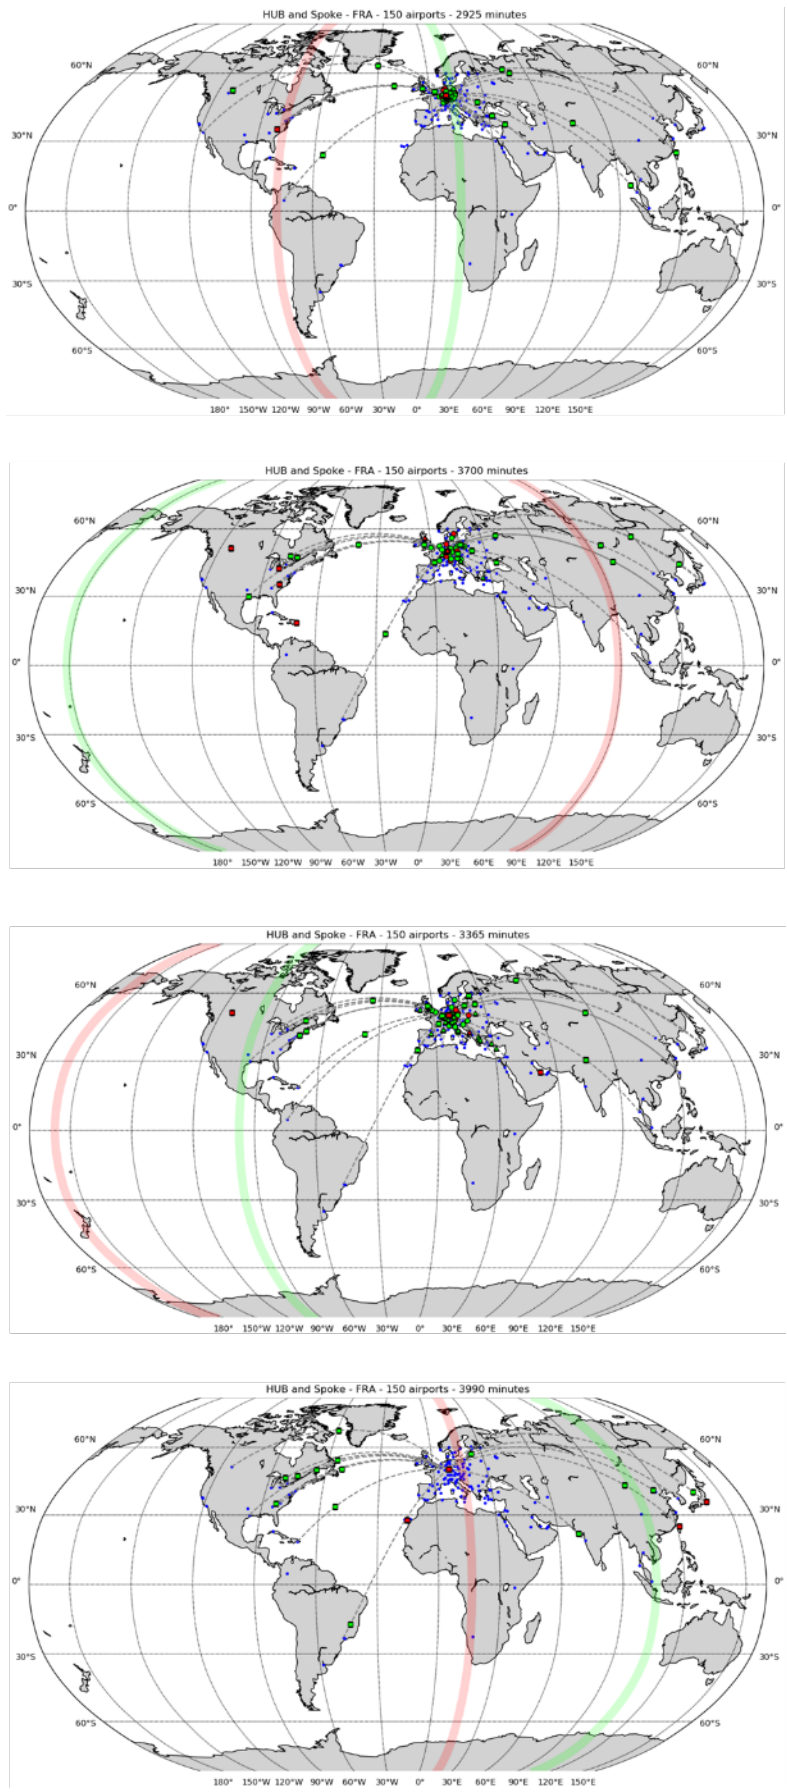 HUB and Spoke - FRA - 150 airports - 2925 minutes
60°N 60°N
30°N 30°N
0° 0°
30°S 30°S
60°S 60°S
180° 150°W 120°W 90°W 60°W 30°W 0° 30°E 60°E 90°E 120°E 150°E
HUB and Spoke - FRA - 150 airports - 3700 minutes
60°N 60°N
30°N 30°N
0° 0°
30°S 30°S
60°S 60°S
180° 150°W 120°W 90°W 60°W 30°W 0° 30°E 60°E 90°E 120°E 150°E
HUB and Spoke - FRA - 150 airports - 3365 minutes
60°N 60°N
30°N 30°N
0° 0°
30°S 30°S
60°S 60°S
180° 150°W 120°W 90°W 60°W 30°W 0° 30°E 60°E 90°E 120°E 150°E
HUB and Spoke - FRA - 150 airports - 3990 minutes
60°N 60°N
30°N 30°N
0° 0°
30°S 30°S
60°S 60°S
180° 150°W 120°W 90°W 60°W 30°W 0° 30°E 60°E 90°E 120°E 150°E